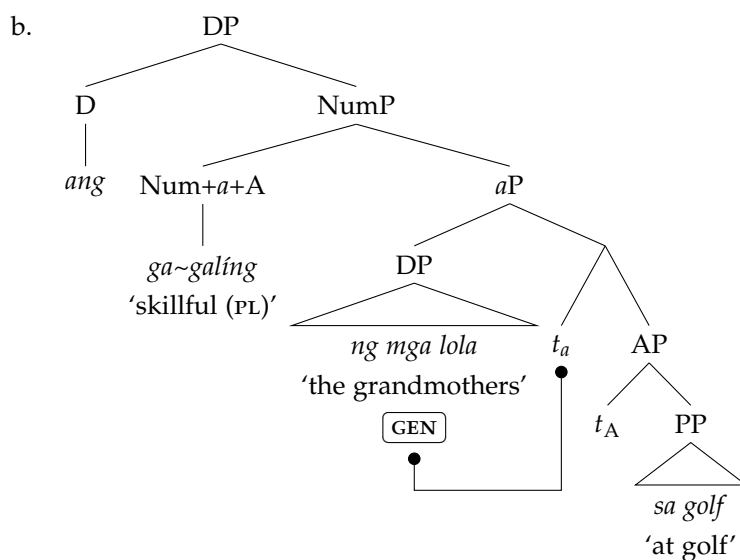 b.
DP
D
NumP
ang
Num+a+A
aP
ga~galíng
'skillful (PL)'
DP
ng mga lola
'the grandmothers'
GEN
t_a
AP
t_A
PP
sa golf
'at golf'